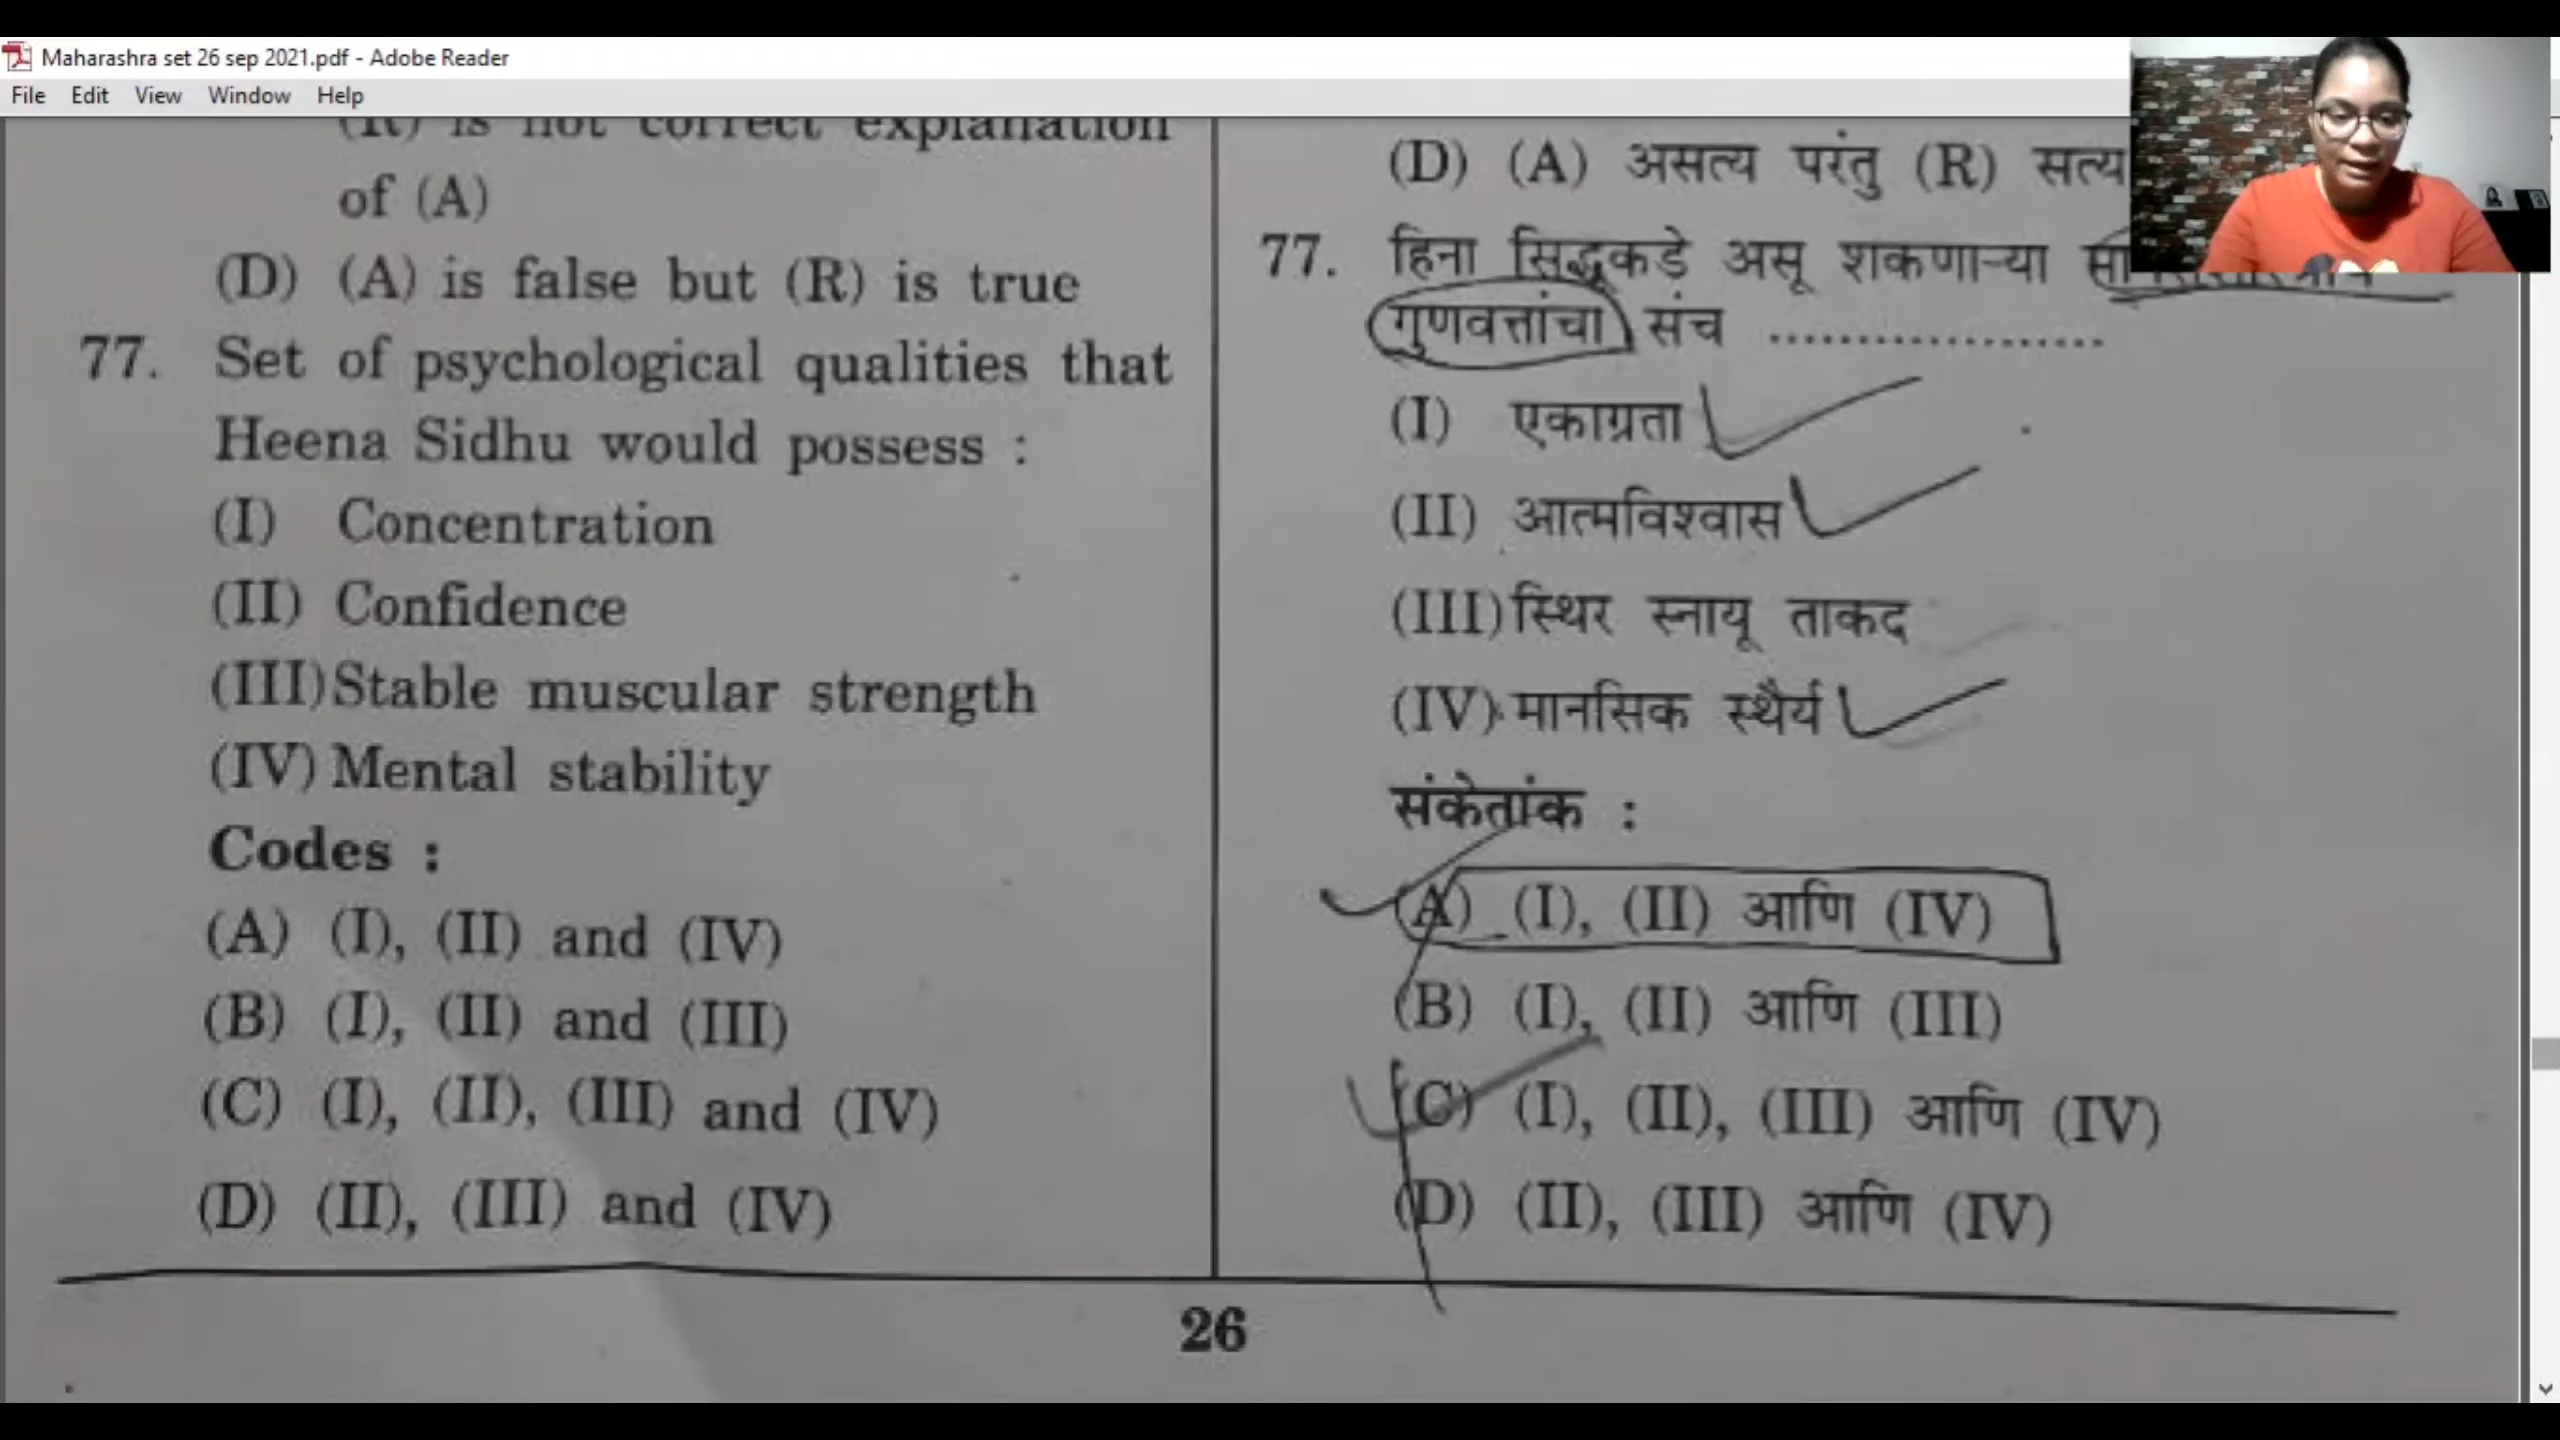 Maharashra set 26 sep 2021.pdf - Adobe Reader
File Edit View Window Help
(R) is not correct explanation
of (A)
(D) (A) is false but (R) is true
77. Set of psychological qualities that
Heena Sidhu would possess :
(I) Concentration
(II) Confidence
(III) Stable muscular strength
(IV) Mental stability
Codes :
(A) (I), (II) and (IV)
(B) (I), (II) and (III)
(C) (I), (II), (III) and (IV)
(D) (II), (III) and (IV)
(D) (A) असत्य परंतु (R) सत्य
77. हिना सिद्धूकडे असू शकणाऱ्या
गुणवत्तांचा संच ....................
(I) एकाग्रता
(II) आत्मविश्वास
(III) स्थिर स्नायू ताकद
(IV) मानसिक स्थैर्य
संकेतांक :
(A) (I), (II) आणि (IV)
(B) (I), (II) आणि (III)
(C) (I), (II), (III) आणि (IV)
(D) (II), (III) आणि (IV)
26